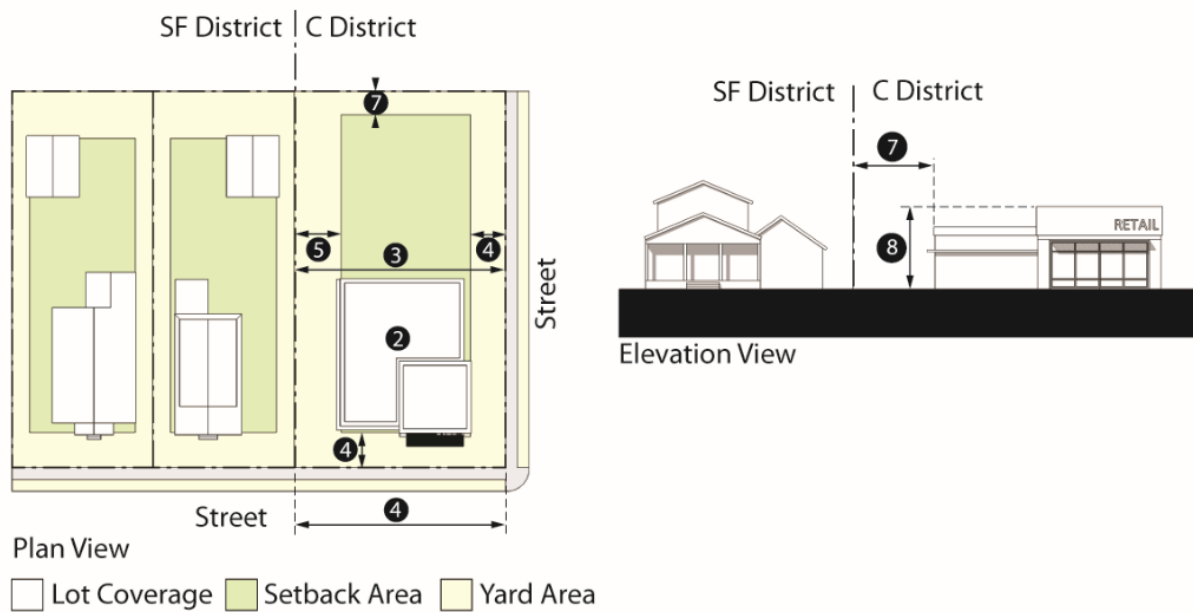 SF District
C District
7
5
3
4
2
4
Street
Street
4
Plan View
Lot Coverage
Setback Area
Yard Area
SF District
C District
7
8
RETAIL
Elevation View